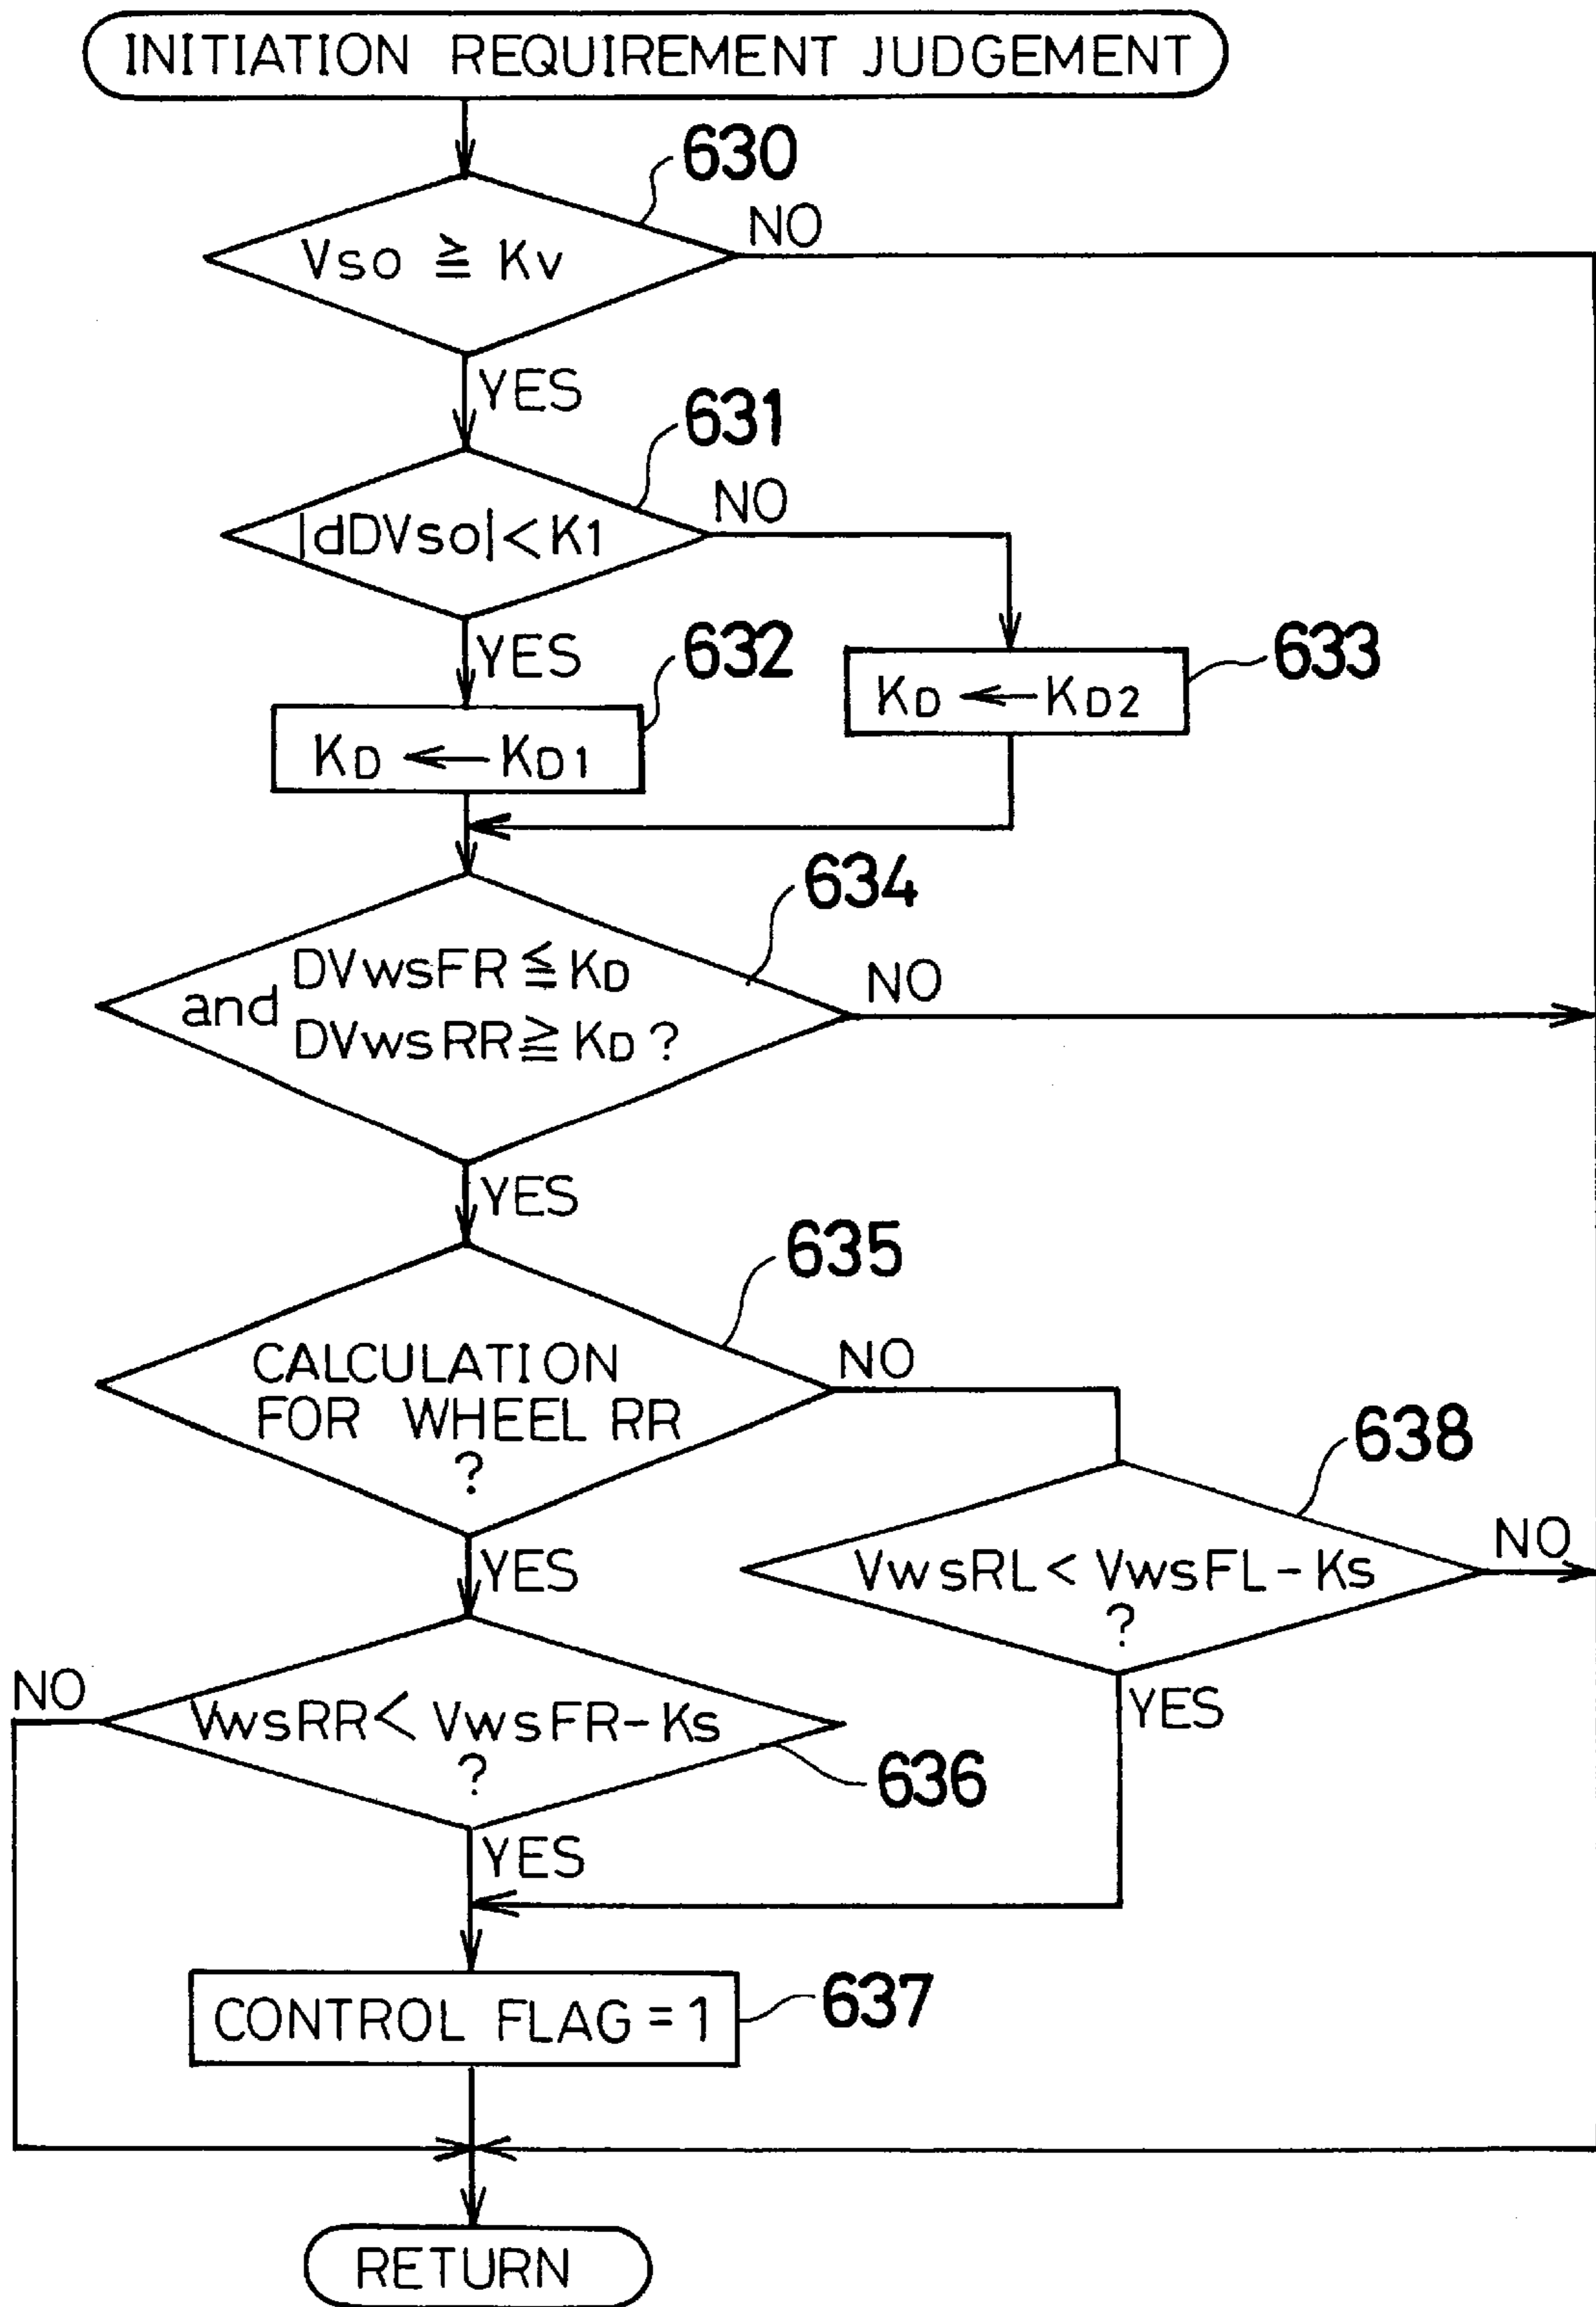 INITIATION REQUIREMENT JUDGEMENT
630
Vso ≧ Kv
NO
YES
631
|dDVso| < K1
NO
YES
632
KD ← KD1
633
KD ← KD2
634
DVwsFR ≦ KD
and
DVwsRR ≧ KD ?
NO
YES
635
CALCULATION
FOR WHEEL RR
?
NO
YES
638
VwsRL < VwsFL - Ks
?
NO
YES
636
VwsRR < VwsFR - Ks
?
NO
YES
637
CONTROL FLAG = 1
RETURN